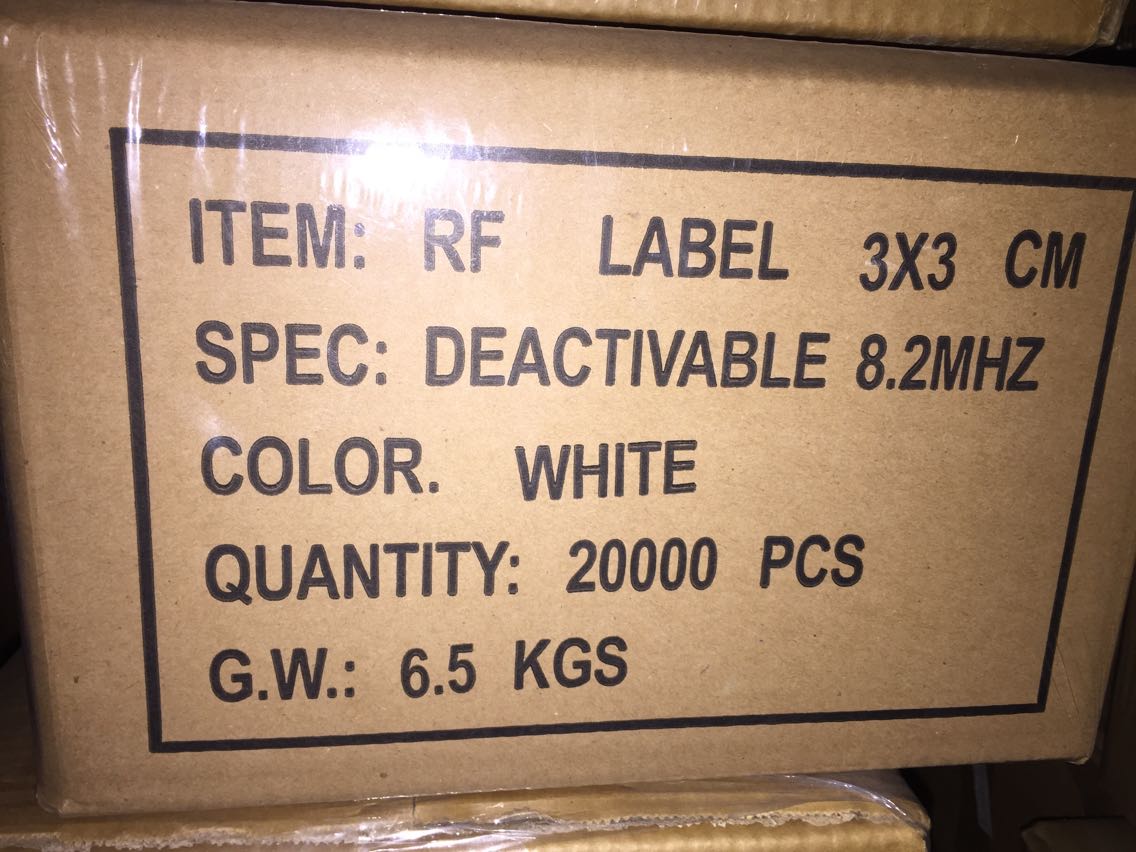 ITEM: RF LABEL 3X3 CM
SPEC: DEACTIVABLE 8.2MHZ
COLOR. WHITE
QUANTITY: 20000 PCS
G.W.: 6.5 KGS